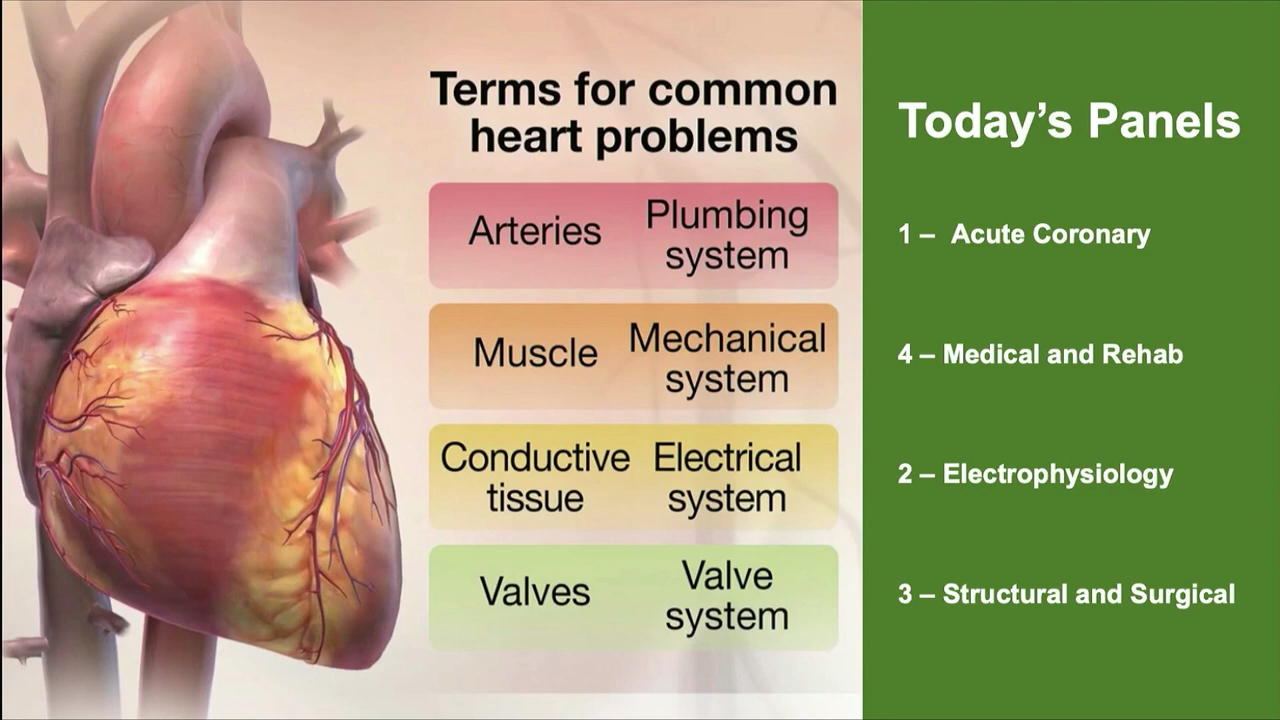 Terms for common
heart problems
Arteries
Plumbing
system
Muscle
Mechanical
system
Conductive
tissue
Electrical
system
Valves
Valve
system
Today’s Panels
1 – Acute Coronary
4 – Medical and Rehab
2 – Electrophysiology
3 – Structural and Surgical